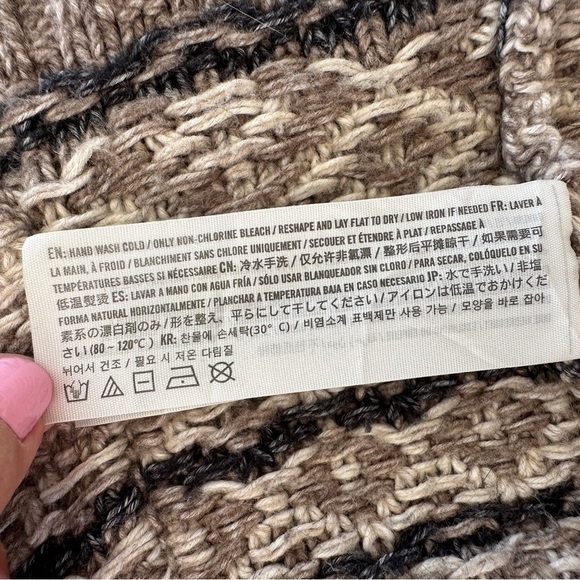 EN: HAND WASH COLD / ONLY NON-CHLORINE BLEACH / RESHAPE AND LAY FLAT TO DRY / LOW IRON IF NEEDED FR: LAVER À
LA MAIN, À FROID / BLANCHIMENT SANS CHLORE UNIQUEMENT / SECOUER ET ÉTENDRE À PLAT / REPASSAGE À
TEMPÉRATURES BASSES SI NÉCESSAIRE CN: 冷水手洗 / 仅允许非氯漂 / 整形后平摊晾干 / 如果需要可
低温熨烫 ES: LAVAR A MANO CON AGUA FRÍA / SÓLO USAR BLANQUEADOR SIN CLORO / PARA SECAR, COLÓQUELO EN SU
FORMA NATURAL HORIZONTALMENTE / PLANCHAR A TEMPERATURA BAJA EN CASO NECESARIO JP: 水で手洗い / 非塩
素系の漂白剤のみ / 形を整え、平らにして干してください / アイロンは低温でおかけくだ
さい (80～120℃) KR: 찬물에 손세탁(30° C) / 비염소계 표백제만 사용 가능 / 모양을 바로 잡아
뉘어서 건조 / 필요 시 저온 다림질